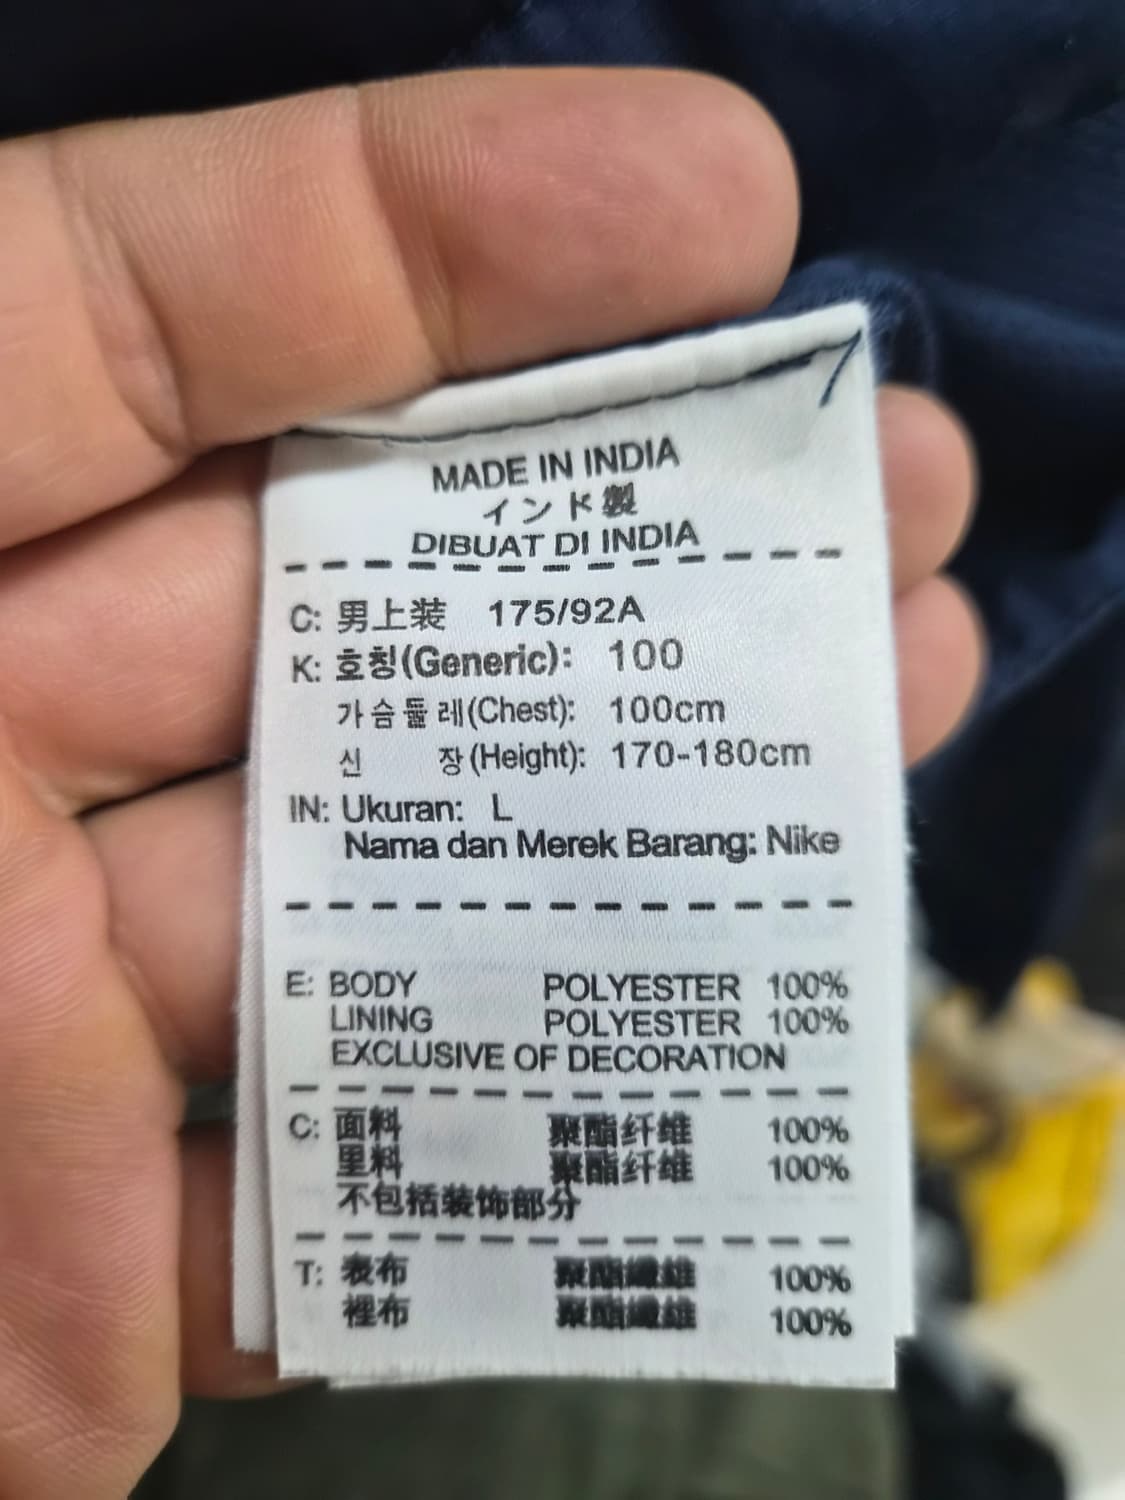 MADE IN INDIA
インド製
DIBUAT DI INDIA
C: 男上装 175/92A
K: 호칭(Generic): 100
가슴둘레(Chest): 100cm
신 장(Height): 170-180cm
IN: Ukuran: L
Nama dan Merek Barang: Nike
E: BODY POLYESTER 100%
LINING POLYESTER 100%
EXCLUSIVE OF DECORATION
C: 面料 聚酯纤维 100%
里料 聚酯纤维 100%
不包括装饰部分
T: 表布 聚酯纖維 100%
裡布 聚酯纖維 100%